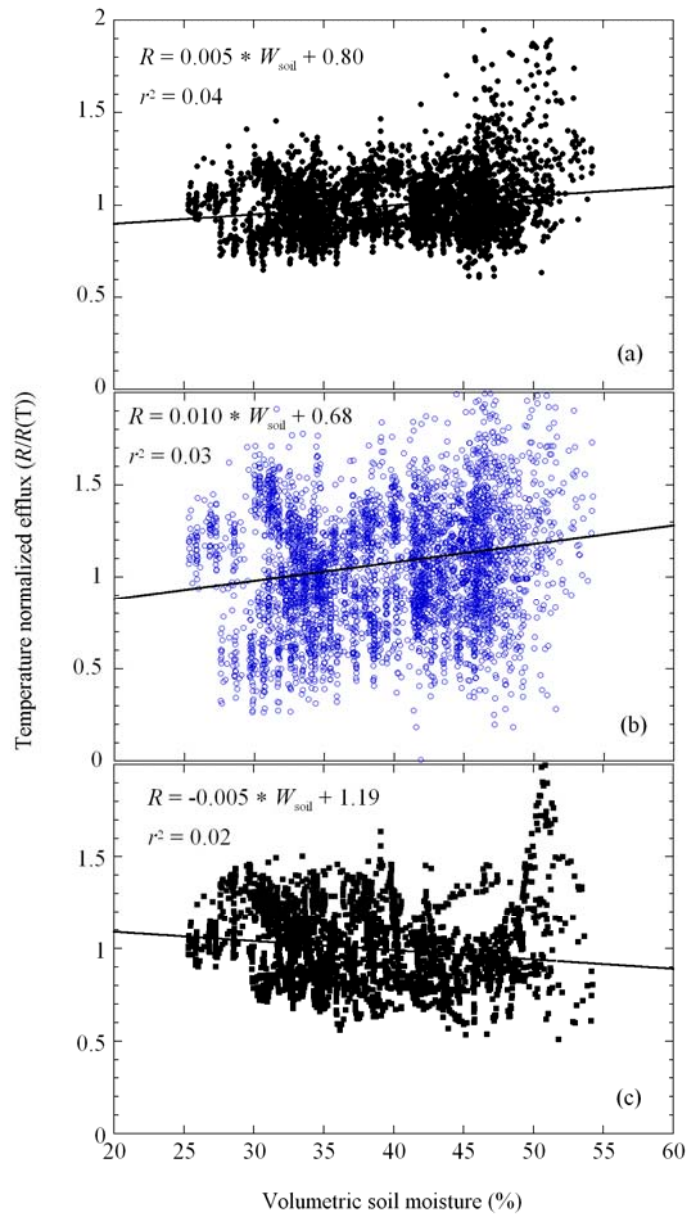 2
R = 0.005 * Wsoil + 0.80
r² = 0.04
1.5
1
0.5
(a)
0
R = 0.010 * Wsoil + 0.68
r² = 0.03
1.5
1
0.5
(b)
0
R = -0.005 * Wsoil + 1.19
r² = 0.02
1.5
1
0.5
(c)
0
20 25 30 35 40 45 50 55 60
Volumetric soil moisture (%)
Temperature normalized efflux (R/R(T))